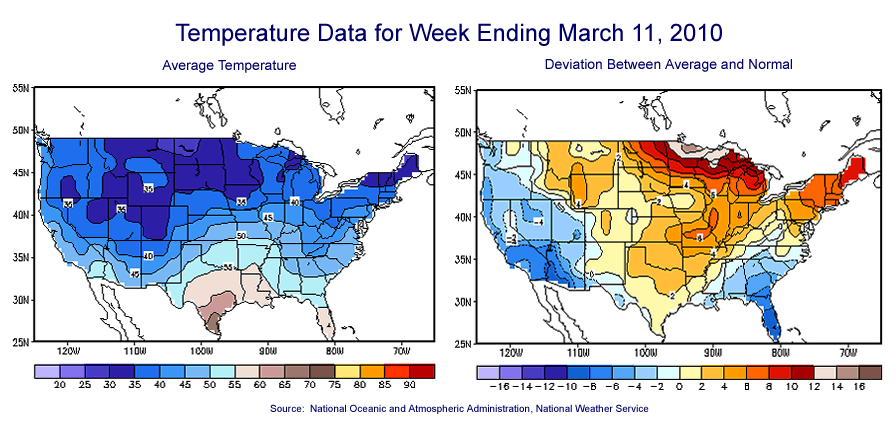 Temperature Data for Week Ending March 11, 2010
Average Temperature
Deviation Between Average and Normal
55N
50N
45N
40N
35N
30N
25N
120W 110W 100W 90W 80W 70W
35
35
35
35
40
45
50
40
45
55
20 25 30 35 40 45 50 55 60 65 70 75 80 85 90
55N
50N
45N
40N
35N
30N
25N
120W 110W 100W 90W 80W 70W
2
4
-2
-4
4
-2
6
4
0
2
-16 -14 -12 -10 -8 -6 -4 -2 0 2 4 6 8 10 12 14 16
Source: National Oceanic and Atmospheric Administration, National Weather Service